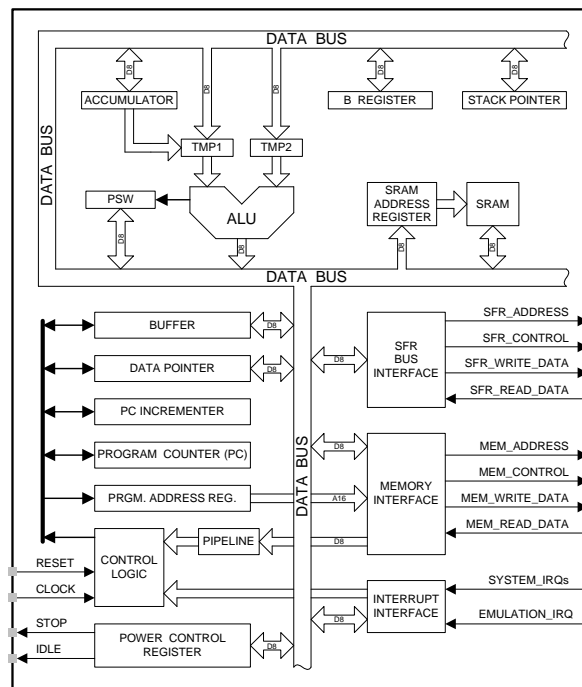 DATA BUS
DATA BUS
D8
D8
D8
D8
D8
ACCUMULATOR
B REGISTER
STACK POINTER
TMP1
TMP2
PSW
ALU
SRAM
ADDRESS
REGISTER
SRAM
D8
D8
D8
D8
DATA BUS
BUFFER
D8
DATA POINTER
D8
PC INCREMENTER
PROGRAM COUNTER (PC)
PRGM. ADDRESS REG.
A16
DATA BUS
D8
SFR
BUS
INTERFACE
SFR_ADDRESS
SFR_CONTROL
SFR_WRITE_DATA
SFR_READ_DATA
D8
MEMORY
INTERFACE
MEM_ADDRESS
MEM_CONTROL
MEM_WRITE_DATA
MEM_READ_DATA
RESET
CLOCK
CONTROL
LOGIC
PIPELINE
D8
INTERRUPT
INTERFACE
SYSTEM_IRQs
EMULATION_IRQ
D8
STOP
IDLE
POWER CONTROL
REGISTER
D8